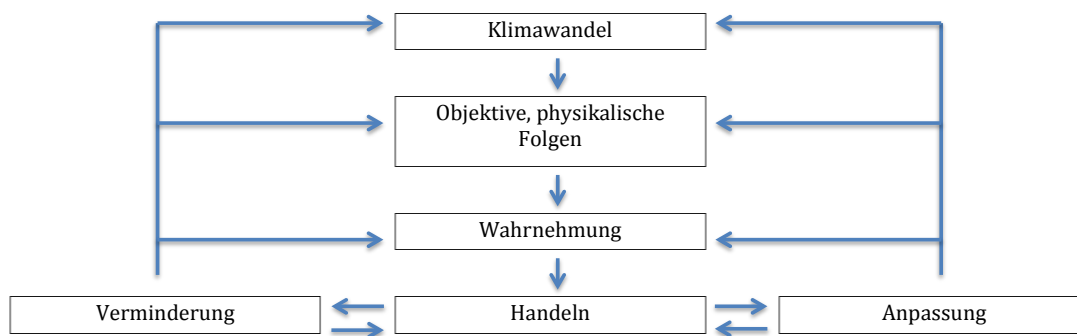 Klimawandel
Objektive, physikalische
Folgen
Wahrnehmung
Verminderung
Handeln
Anpassung